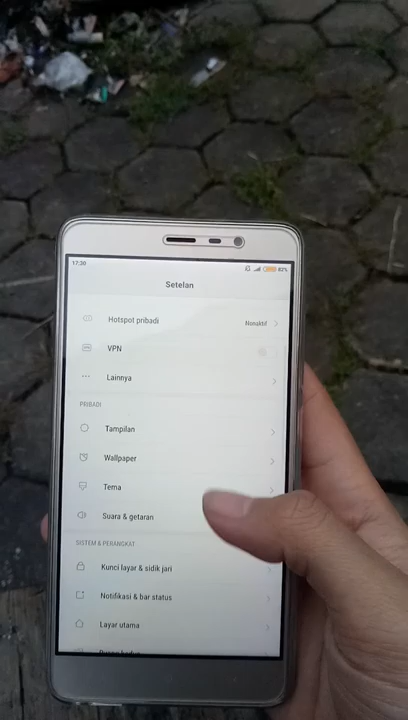 17:30
82%
Setelan
Hotspot pribadi
Nonaktif
VPN
Lainnya
PRIBADI
Tampilan
Wallpaper
Tema
Suara & getaran
SISTEM & PERANGKAT
Kunci layar & sidik jari
Notifikasi & bar status
Layar utama